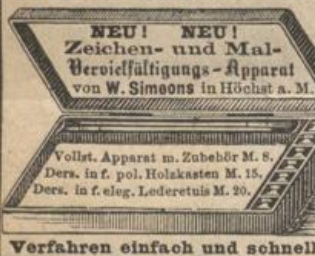 NEU! NEU!
Zeichen- und Mal-
Vervielfältigungs-Apparat
von W. Simeons in Höchst a. M.
Vollst. Apparat m. Zubehör M. 8.
Ders. in f. pol. Holzkasten M. 15.
Ders. in f. eleg. Lederetuis M. 20.
Verfahren einfach und schnell